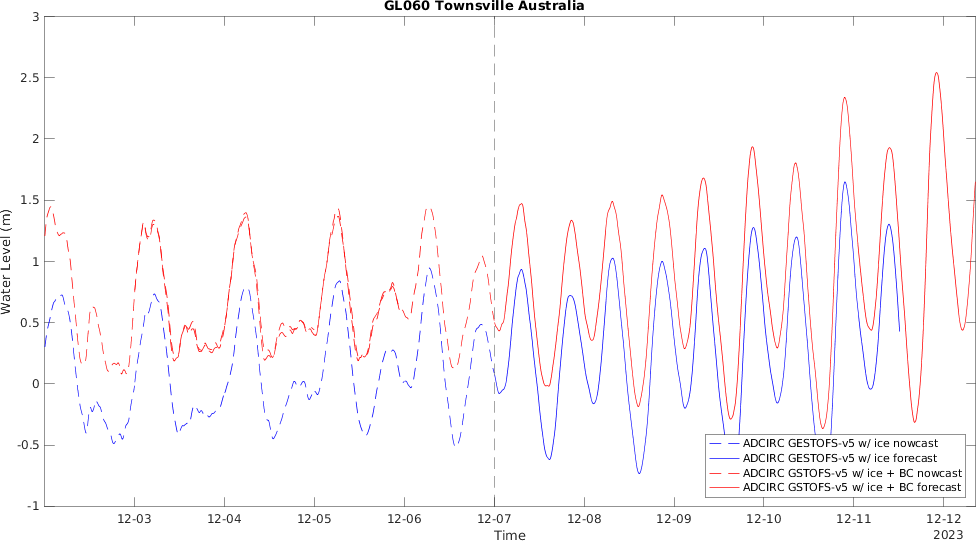 GL060 Townsville Australia
3
2.5
2
1.5
1
0.5
0
-0.5
-1
Water Level (m)
ADCIRC GESTOFS-v5 w/ ice nowcast
ADCIRC GESTOFS-v5 w/ ice forecast
ADCIRC GSTOFS-v5 w/ ice + BC nowcast
ADCIRC GSTOFS-v5 w/ ice + BC forecast
12-03 12-04 12-05 12-06 12-07 12-08 12-09 12-10 12-11 12-12
Time 2023